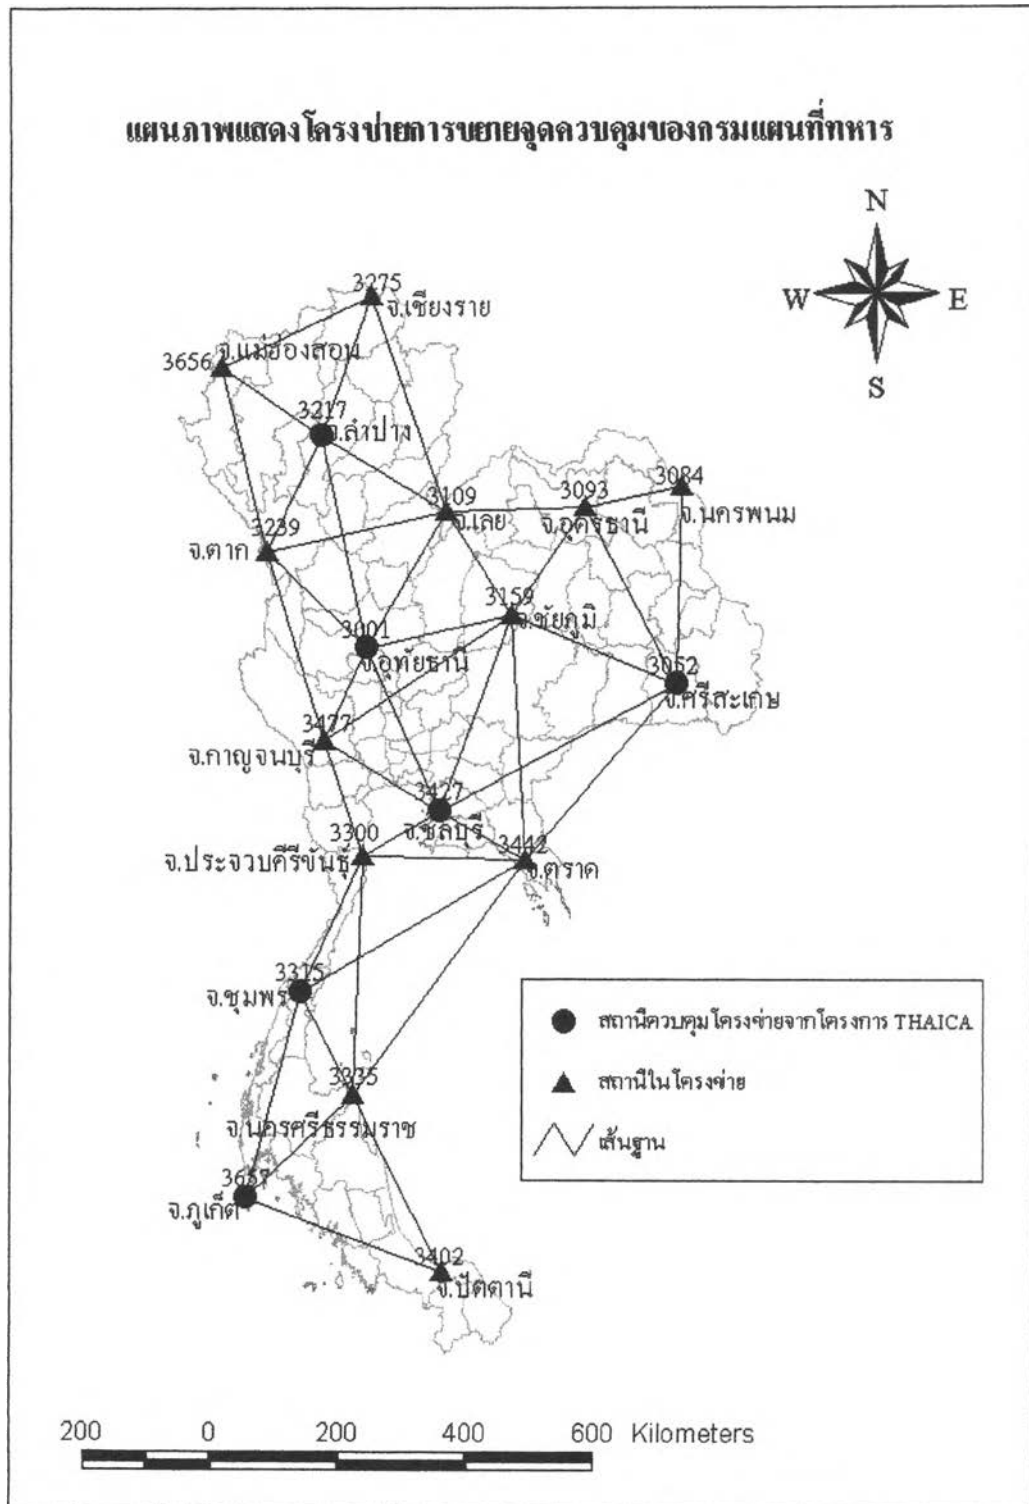 แผนภาพแสดงโครงข่ายการขยายจุดควบคุมของกรมแผนที่ทหาร
N
W
E
S
3275
จ.เชียงราย
จ.แม่ฮ่องสอน
3656
3217
จ.ลำปาง
3084
3109
3093
จ.นครพนม
จ.เลย
จ.อุดรธานี
3239
จ.ตาก
3159
จ.ชัยภูมิ
3001
จ.อุทัยธานี
3052
จ.ศรีสะเกษ
3477
จ.กาญจนบุรี
3427
จ.ชลบุรี
3300
จ.ประจวบคีรีขันธุ์
3442
จ.ตราด
3315
จ.ชุมพร
สถานีควบคุมโครงข่ายจากโครงการ THAICA
3335
สถานีในโครงข่าย
จ.นครศรีธรรมราช
เส้นฐาน
3657
จ.ภูเก็ต
3402
จ.ปัตตานี
200 0 200 400 600 Kilometers